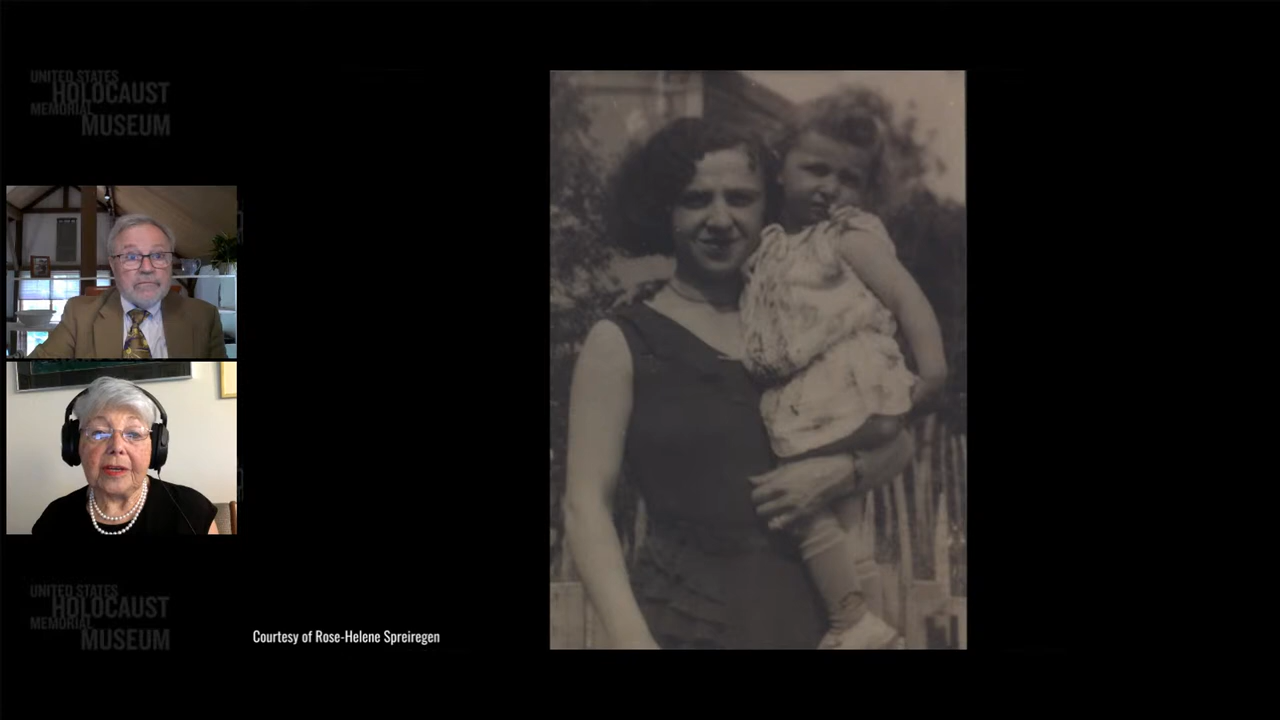 UNITED STATES
HOLOCAUST
MEMORIAL
MUSEUM
Courtesy of Rose-Helene Spreiregen
UNITED STATES
HOLOCAUST
MEMORIAL
MUSEUM